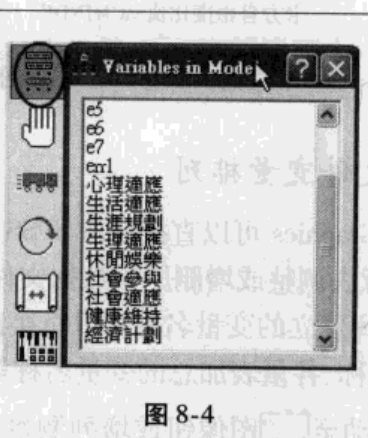 Variables in Model
e5
e6
e7
err1
心理適應
生活適應
生涯規劃
生理適應
休閒娛樂
社會參與
社會適應
健康維持
經濟計劃
图 8-4